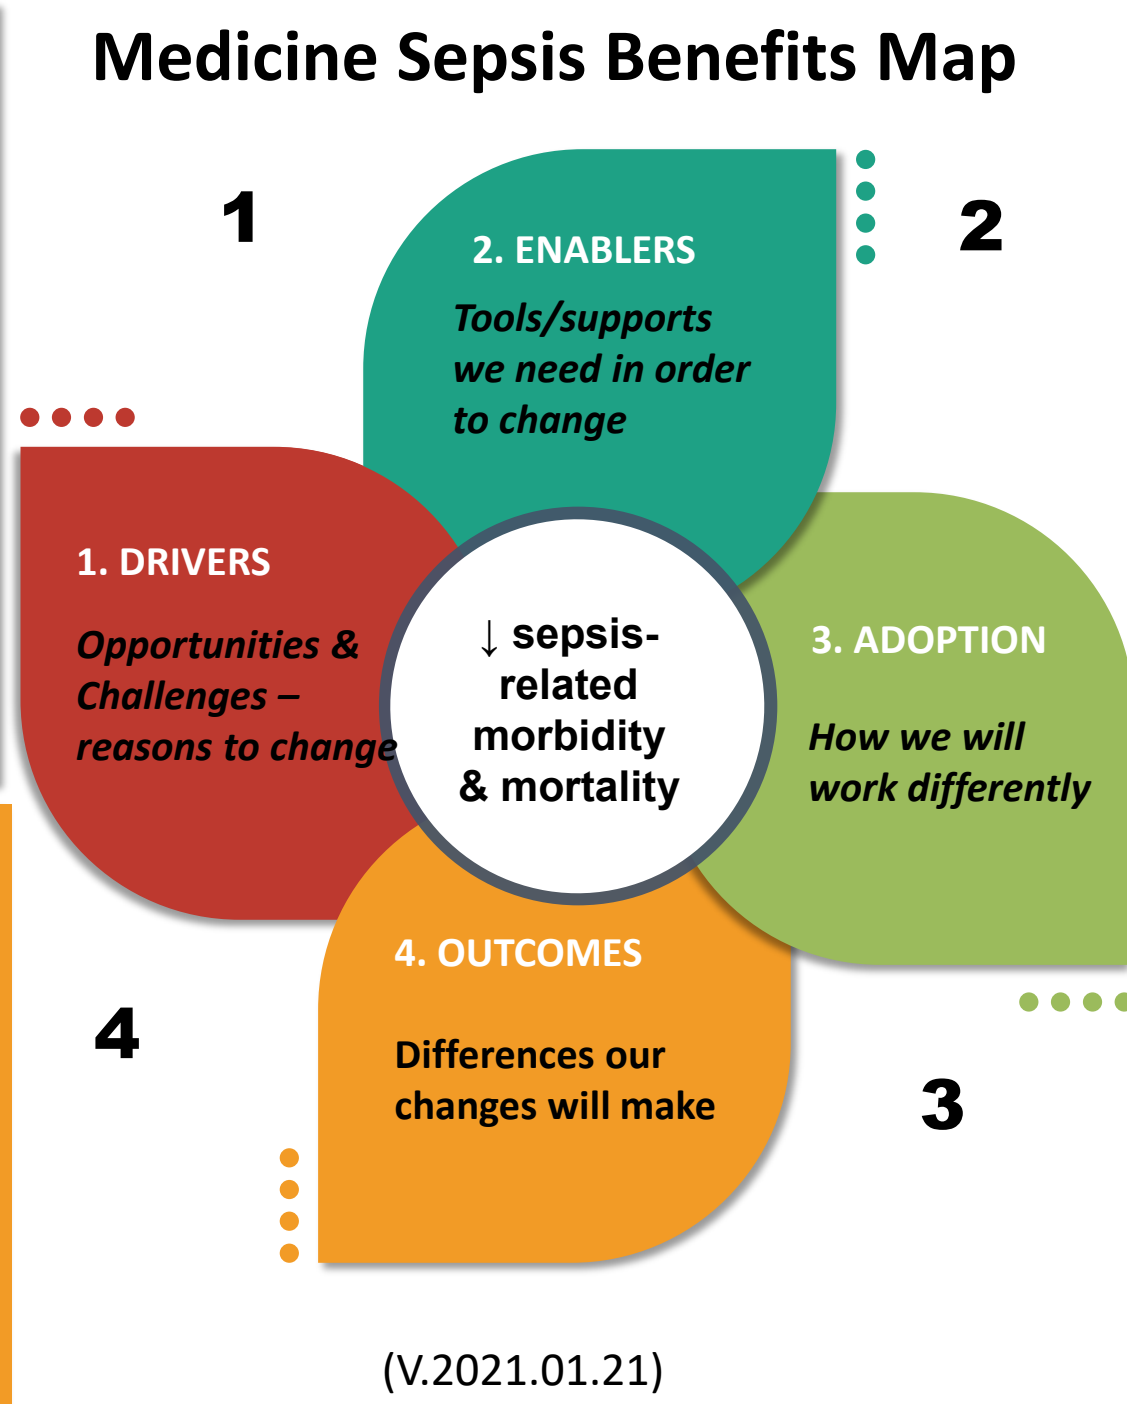 Medicine Sepsis Benefits Map
1
2
2. ENABLERS
Tools/supports
we need in order
to change
1. DRIVERS
Opportunities &
Challenges –
reasons to change
↓ sepsis-
related
morbidity
& mortality
3. ADOPTION
How we will
work differently
4. OUTCOMES
Differences our
changes will make
4
3
(V.2021.01.21)